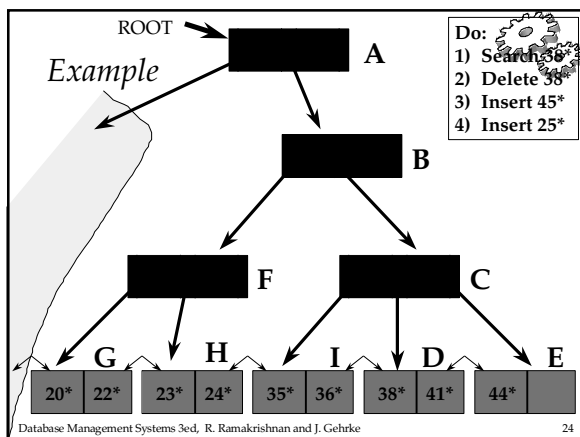 ROOT
A
Example
Do:
1) Search 38*
2) Delete 38*
3) Insert 45*
4) Insert 25*
B
F
C
G
H
I
D
E
20* 22* 23* 24* 35* 36* 38* 41* 44*
Database Management Systems 3ed, R. Ramakrishnan and J. Gehrke 24